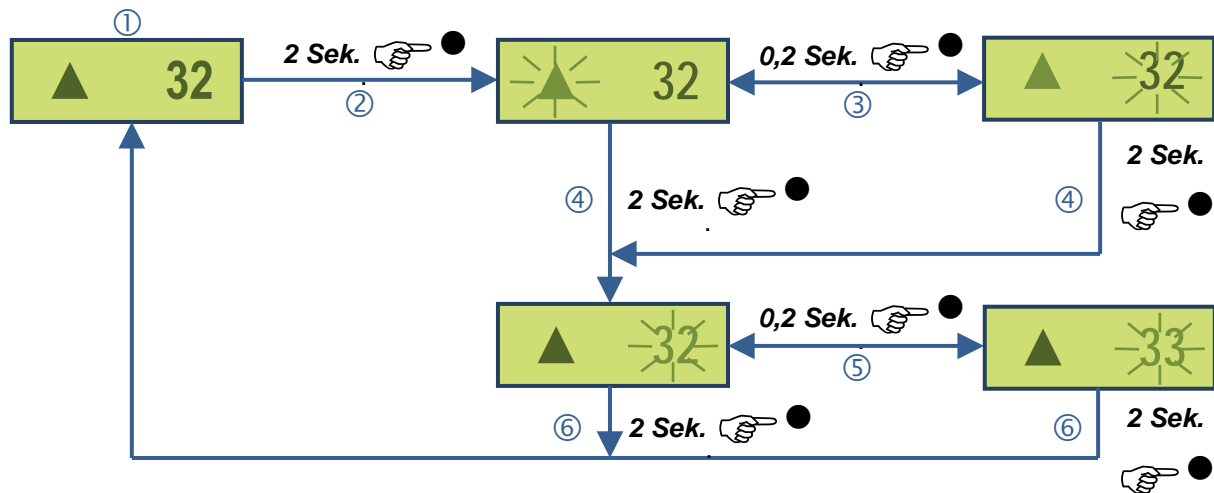 ①
32
2 Sek.
②
32
0,2 Sek.
③
32
④
2 Sek.
④
2 Sek.
32
0,2 Sek.
⑤
33
⑥
2 Sek.
⑥
2 Sek.